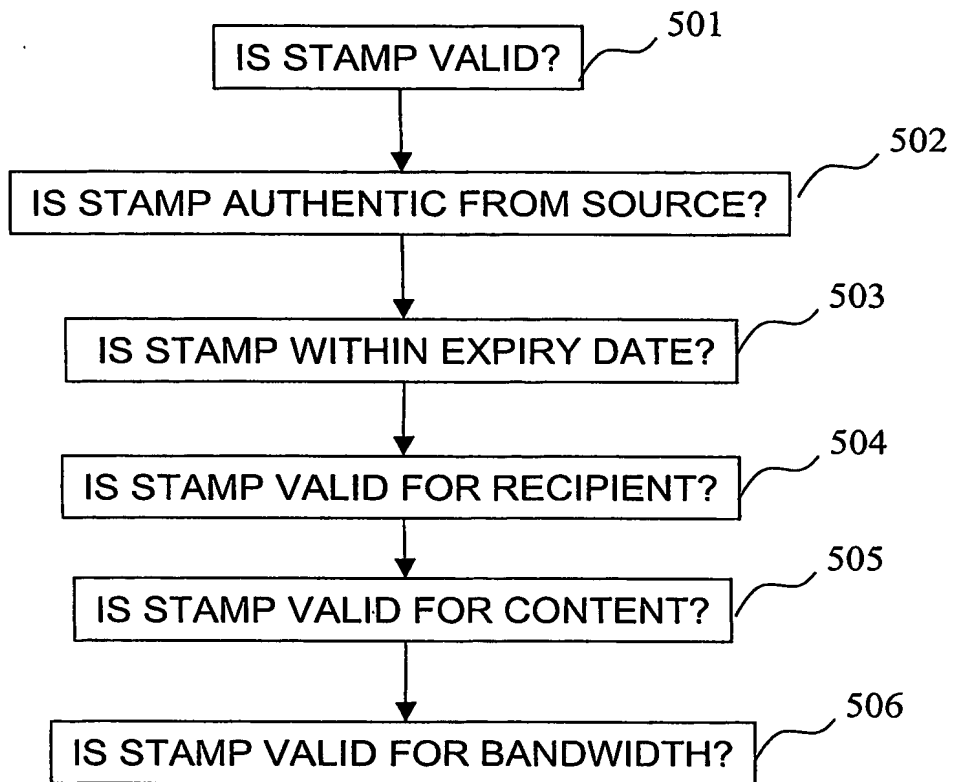 501
IS STAMP VALID?
502
IS STAMP AUTHENTIC FROM SOURCE?
503
IS STAMP WITHIN EXPIRY DATE?
504
IS STAMP VALID FOR RECIPIENT?
505
IS STAMP VALID FOR CONTENT?
506
IS STAMP VALID FOR BANDWIDTH?